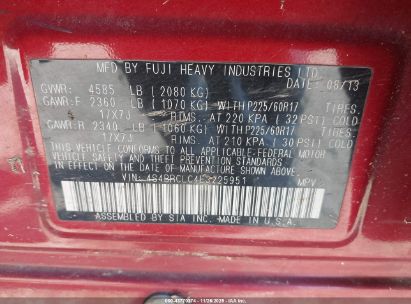 MFD BY FUJI HEAVY INDUSTRIES LTD.
DATE: 08/13
GVWR: 4585 LB (2080 KG)
GAWR:F 2360 LB (1070 KG) WITH P225/60R17 TIRES,
17X7J RIMS, AT 220 KPA (32 PSI) COLD
GAWR:R 2340 LB (1060 KG) WITH P225/60R17 TIRES,
17X7J RIMS, AT 210 KPA (30 PSI) COLD
THIS VEHICLE CONFORMS TO ALL APPLICABLE FEDERAL MOTOR
VEHICLE SAFETY, BUMPER, AND THEFT PREVENTION STANDARDS
IN EFFECT ON THE DATE OF MANUFACTURE SHOWN ABOVE.
VIN: MPV
ASSEMBLED BY SIA INC. MADE IN U.S.A.